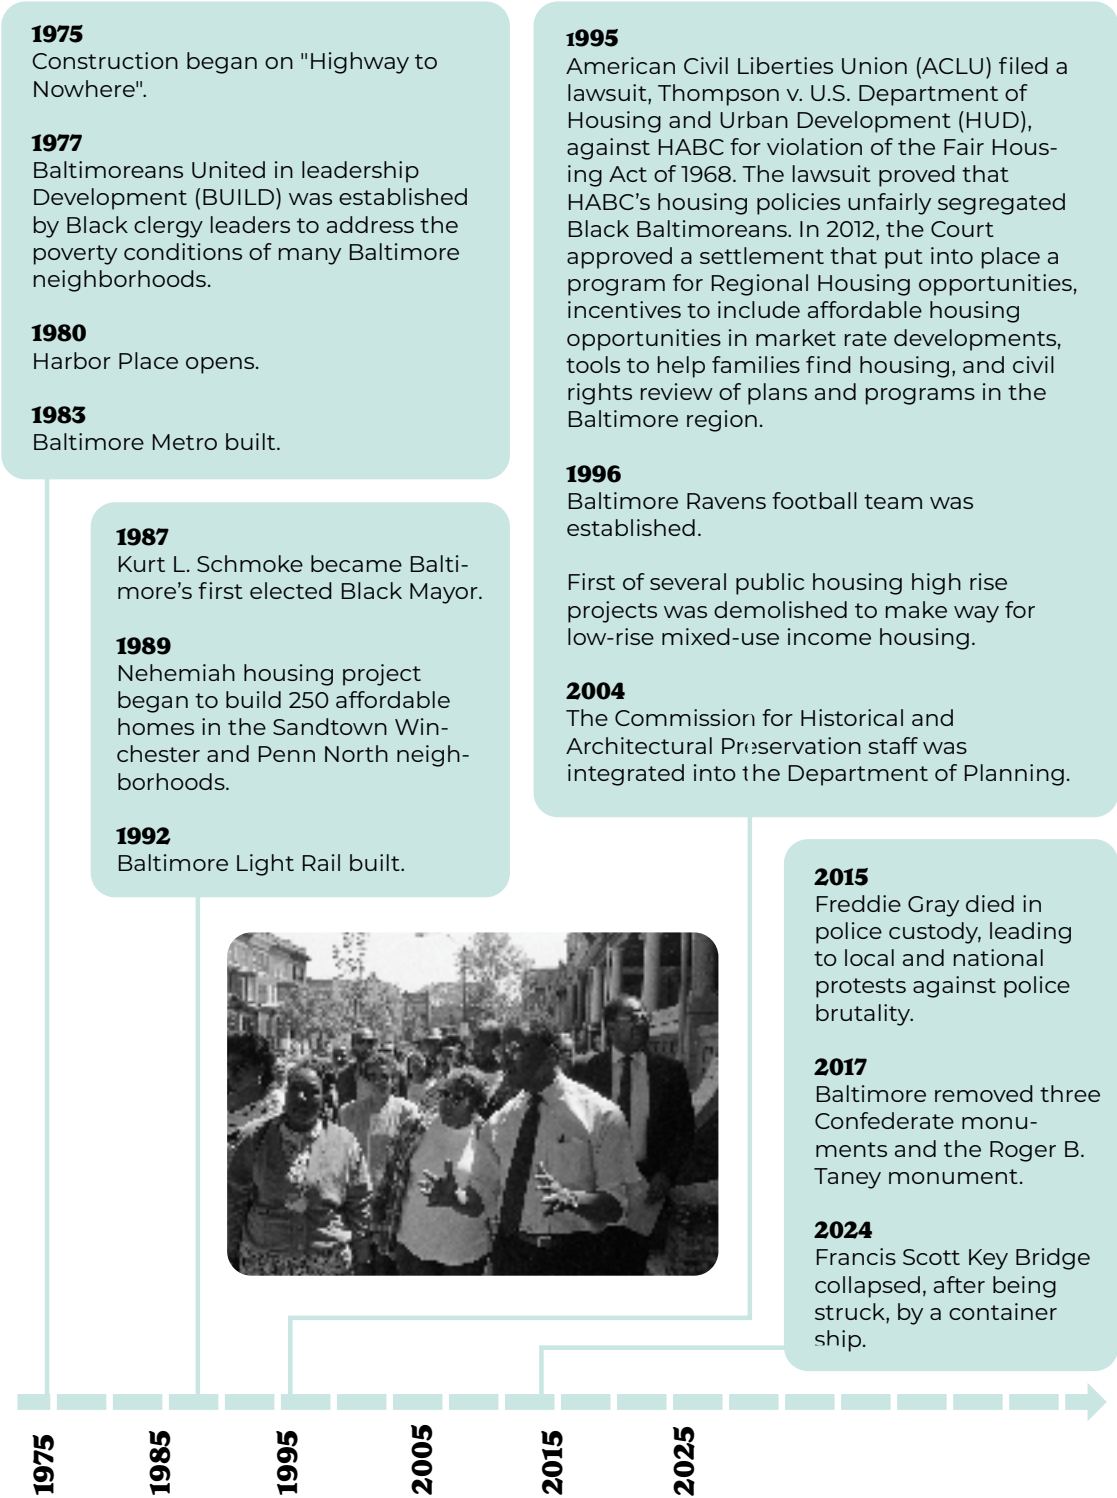 1975
Construction began on "Highway to
Nowhere".
1977
Baltimoreans United in leadership
Development (BUILD) was established
by Black clergy leaders to address the
poverty conditions of many Baltimore
neighborhoods.
1980
Harbor Place opens.
1983
Baltimore Metro built.
1987
Kurt L. Schmoke became Balti-
more’s first elected Black Mayor.
1989
Nehemiah housing project
began to build 250 affordable
homes in the Sandtown Win-
chester and Penn North neigh-
borhoods.
1992
Baltimore Light Rail built.
1995
American Civil Liberties Union (ACLU) filed a
lawsuit, Thompson v. U.S. Department of
Housing and Urban Development (HUD),
against HABC for violation of the Fair Hous-
ing Act of 1968. The lawsuit proved that
HABC’s housing policies unfairly segregated
Black Baltimoreans. In 2012, the Court
approved a settlement that put into place a
program for Regional Housing opportunities,
incentives to include affordable housing
opportunities in market rate developments,
tools to help families find housing, and civil
rights review of plans and programs in the
Baltimore region.
1996
Baltimore Ravens football team was
established.
First of several public housing high rise
projects was demolished to make way for
low-rise mixed-use income housing.
2004
The Commission for Historical and
Architectural Preservation staff was
integrated into the Department of Planning.
2015
Freddie Gray died in
police custody, leading
to local and national
protests against police
brutality.
2017
Baltimore removed three
Confederate monu-
ments and the Roger B.
Taney monument.
2024
Francis Scott Key Bridge
collapsed, after being
struck, by a container
ship.
1975
1985
1995
2005
2015
2025